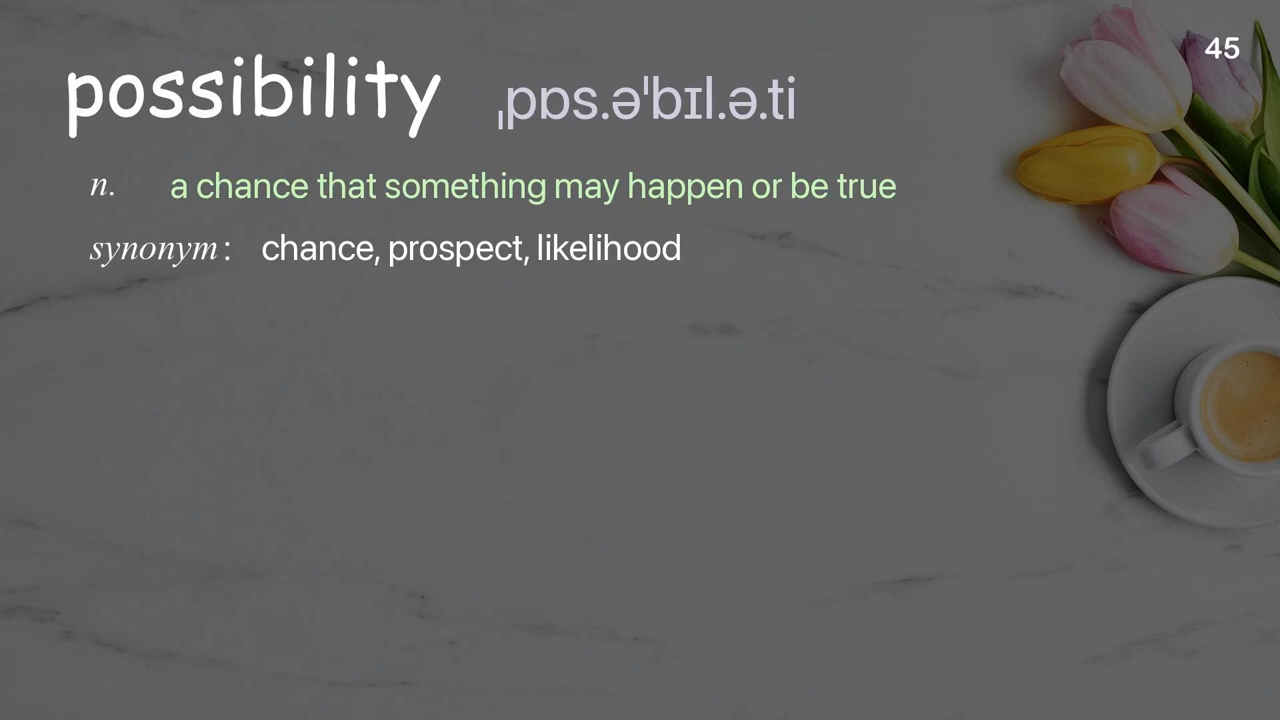 45
possibility ˌpɒs.əˈbɪl.ə.ti
n. a chance that something may happen or be true
synonym: chance, prospect, likelihood